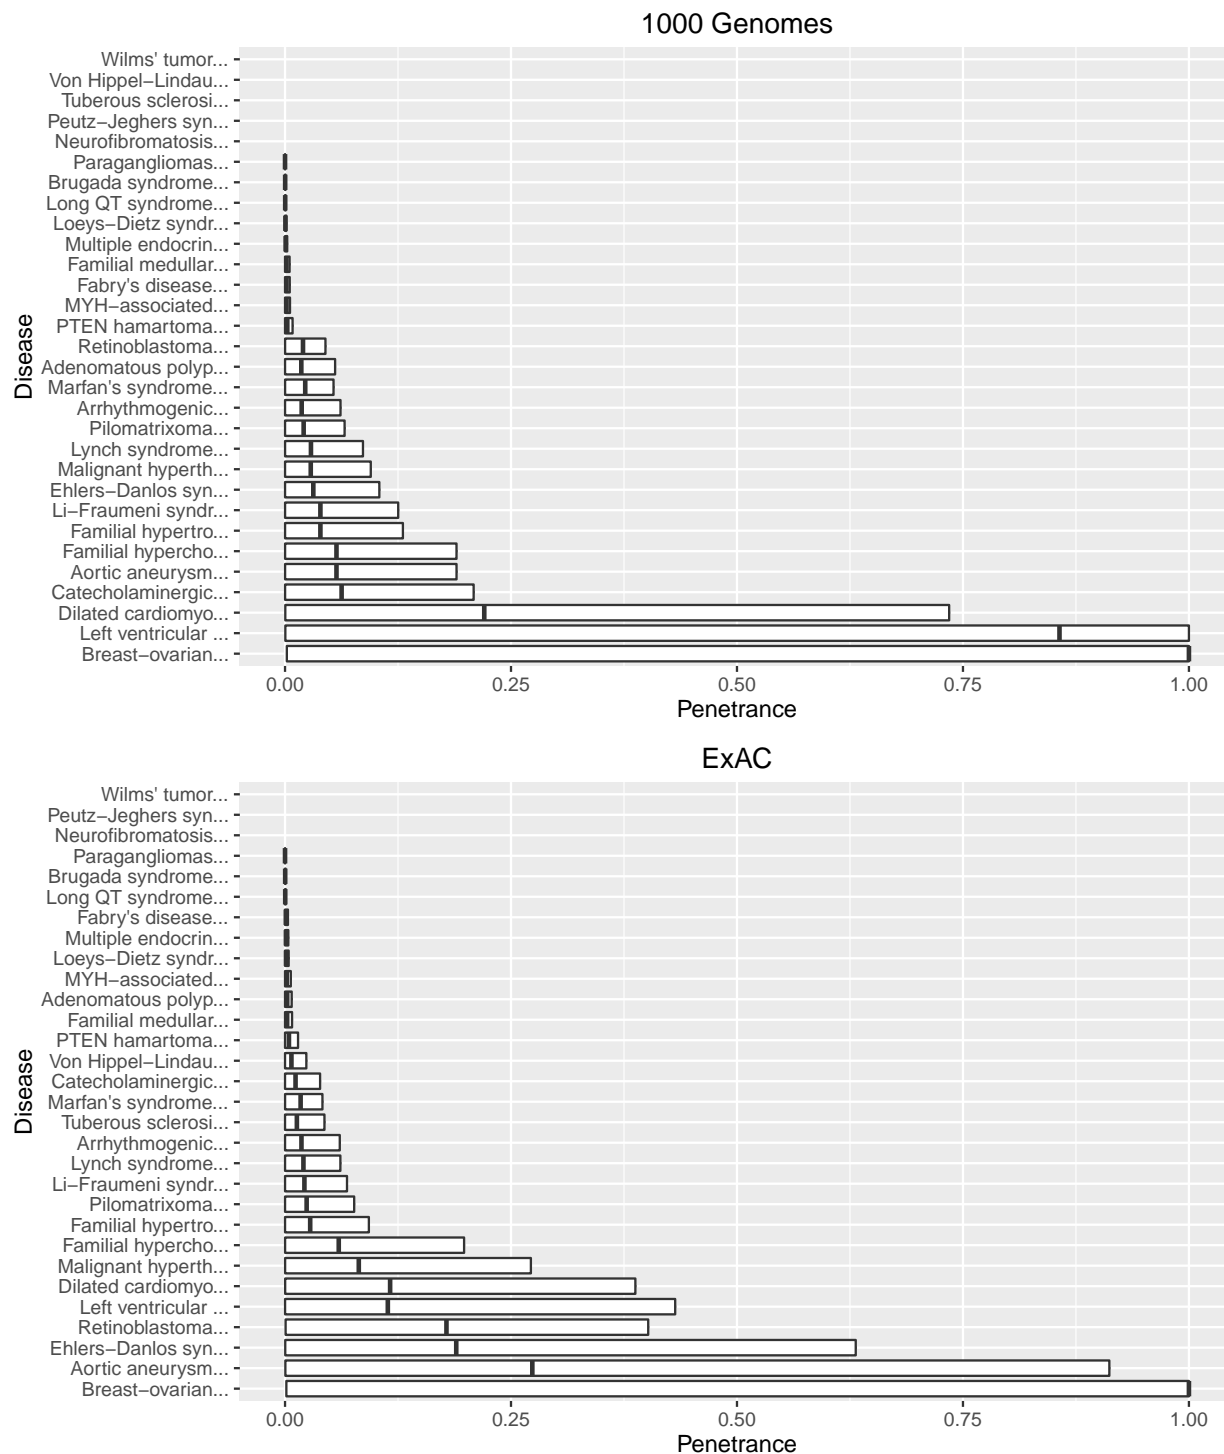 1000 Genomes
Wilms' tumor...
Von Hippel−Lindau...
Tuberous sclerosi...
Peutz−Jeghers syn...
Neurofibromatosis...
Paragangliomas...
Brugada syndrome...
Long QT syndrome...
Loeys−Dietz syndr...
Multiple endocrin...
Familial medullar...
Fabry's disease...
MYH−associated...
PTEN hamartoma...
Retinoblastoma...
Adenomatous polyp...
Marfan's syndrome...
Arrhythmogenic...
Pilomatrixoma...
Lynch syndrome...
Malignant hyperth...
Ehlers−Danlos syn...
Li−Fraumeni syndr...
Familial hypertro...
Familial hypercho...
Aortic aneurysm...
Catecholaminergic...
Dilated cardiomyo...
Left ventricular ...
Breast−ovarian...
Disease
0.00 0.25 0.50 0.75 1.00
Penetrance
ExAC
Wilms' tumor...
Peutz−Jeghers syn...
Neurofibromatosis...
Paragangliomas...
Brugada syndrome...
Long QT syndrome...
Fabry's disease...
Multiple endocrin...
Loeys−Dietz syndr...
MYH−associated...
Adenomatous polyp...
Familial medullar...
PTEN hamartoma...
Von Hippel−Lindau...
Catecholaminergic...
Marfan's syndrome...
Tuberous sclerosi...
Arrhythmogenic...
Lynch syndrome...
Li−Fraumeni syndr...
Pilomatrixoma...
Familial hypertro...
Familial hypercho...
Malignant hyperth...
Dilated cardiomyo...
Left ventricular ...
Retinoblastoma...
Ehlers−Danlos syn...
Aortic aneurysm...
Breast−ovarian...
Disease
0.00 0.25 0.50 0.75 1.00
Penetrance